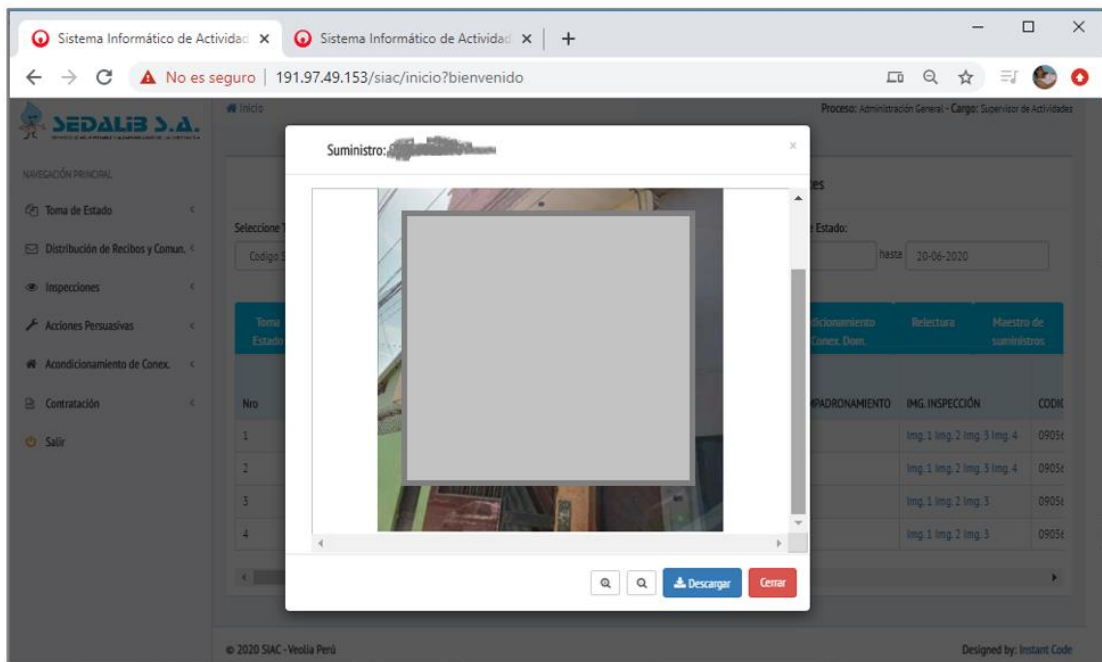 Sistema Informático de Activida
Sistema Informático de Activida
No es seguro | 191.97.49.153/siac/inicio?bienvenido
SEDALIB S.A.
Inicio
Proceso: Administración General - Cargo: Supervisor de Actividades
Suministro:
x
NAVEGACIÓN PRINCIPAL
Toma de Estado
Distribución de Recibos y Comun.
Inspecciones
Acciones Persuasivas
Acondicionamiento de Conex.
Contratación
Salir
Seleccione
Estado:
Codigo
hasta
20-06-2020
Toma
Estado
Conex. Dom.
Relectura
Maestro de
suministros
Nro
IMG. INSPECCIÓN
1
Img. 1 Img. 2 Img. 3 Img. 4
2
Img. 1 Img. 2 Img. 3 Img. 4
3
Img. 1 Img. 2 Img. 3
4
Img. 1 Img. 2 Img. 3
Descargar
Cerrar
© 2020 SIAC - Veolia Perú
Designed by: Instant Code